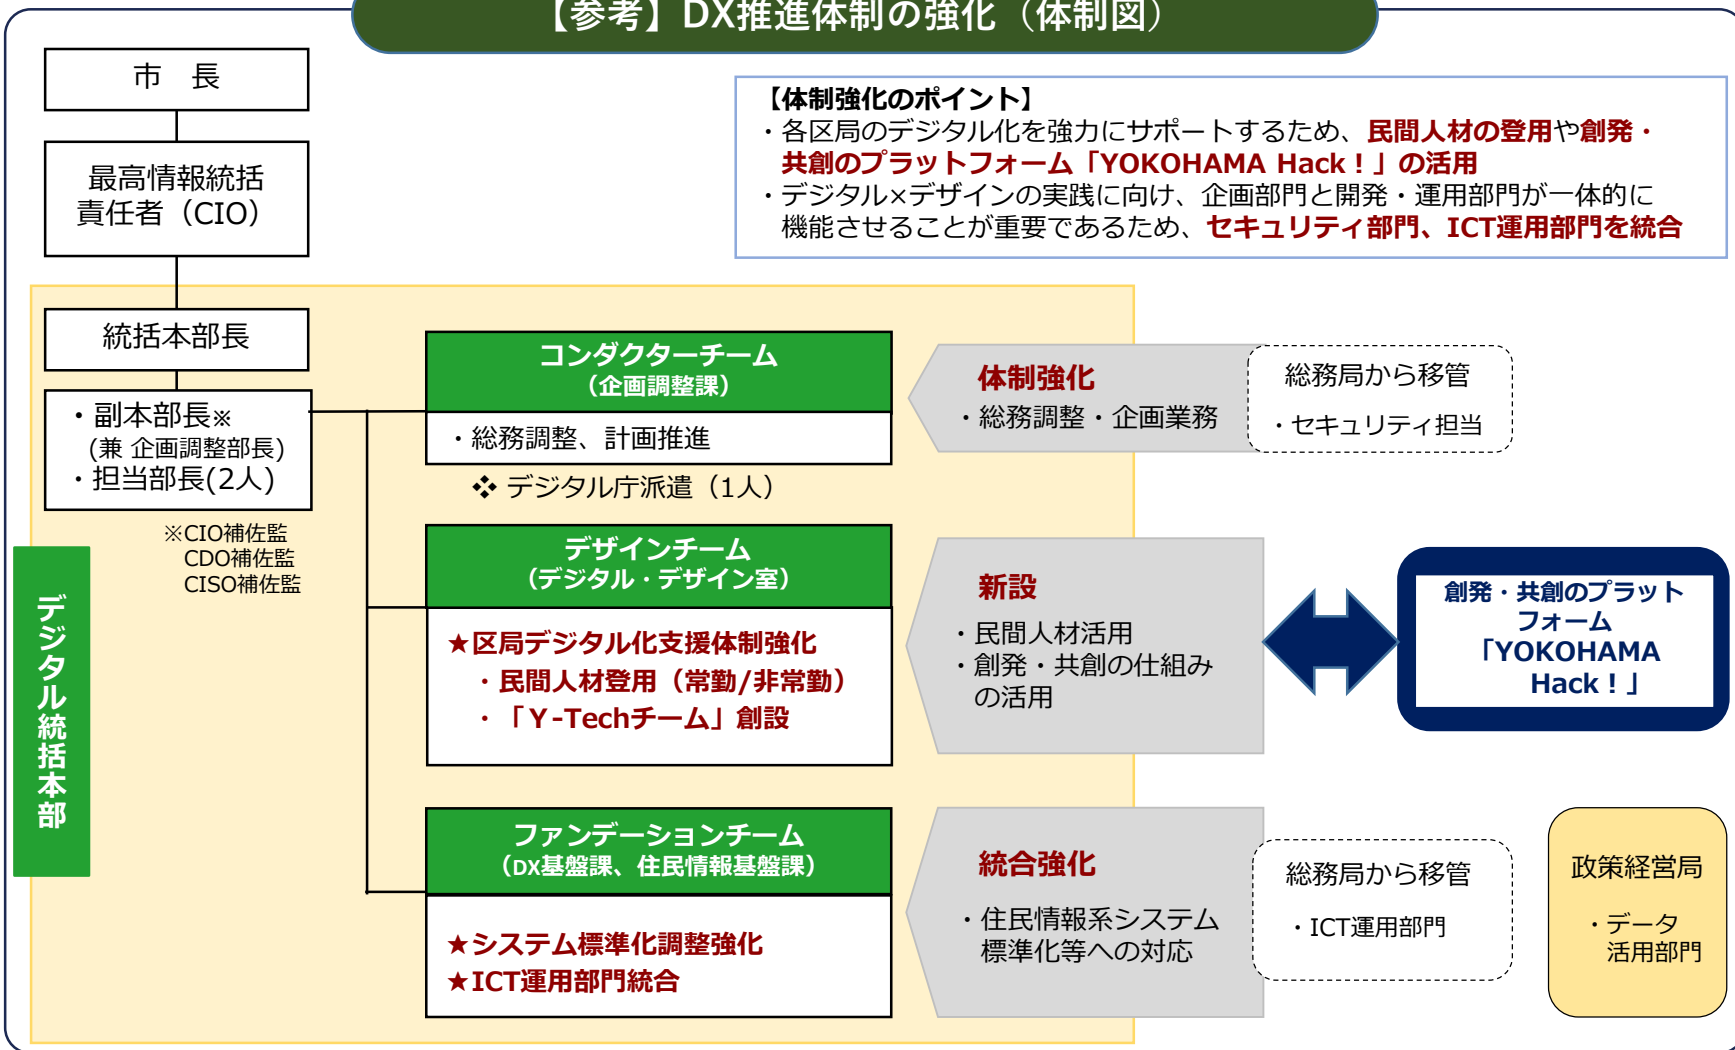 【参考】DX推進体制の強化（体制図）
市　長
最高情報統括
責任者（CIO）
【体制強化のポイント】
・各区局のデジタル化を強力にサポートするため、民間人材の登用や創発・
共創のプラットフォーム「YOKOHAMA Hack！」の活用
・デジタル×デザインの実践に向け、企画部門と開発・運用部門が一体的に
機能させることが重要であるため、セキュリティ部門、ICT運用部門を統合
統括本部長
・副本部長※
(兼 企画調整部長)
・担当部長(2人)
※CIO補佐監
CDO補佐監
CISO補佐監
デジタル統括本部
コンダクターチーム
（企画調整課）
・総務調整、計画推進
❖ デジタル庁派遣（1人）
体制強化
・総務調整・企画業務
総務局から移管
・セキュリティ担当
デザインチーム
（デジタル・デザイン室）
★区局デジタル化支援体制強化
・民間人材登用（常勤/非常勤）
・「Ｙ-Techチーム」創設
新設
・民間人材活用
・創発・共創の仕組み
の活用
創発・共創のプラット
フォーム
「YOKOHAMA
Hack！」
ファンデーションチーム
（DX基盤課、住民情報基盤課）
★システム標準化調整強化
★ICT運用部門統合
統合強化
・住民情報系システム
標準化等への対応
総務局から移管
・ICT運用部門
政策経営局
・データ
活用部門